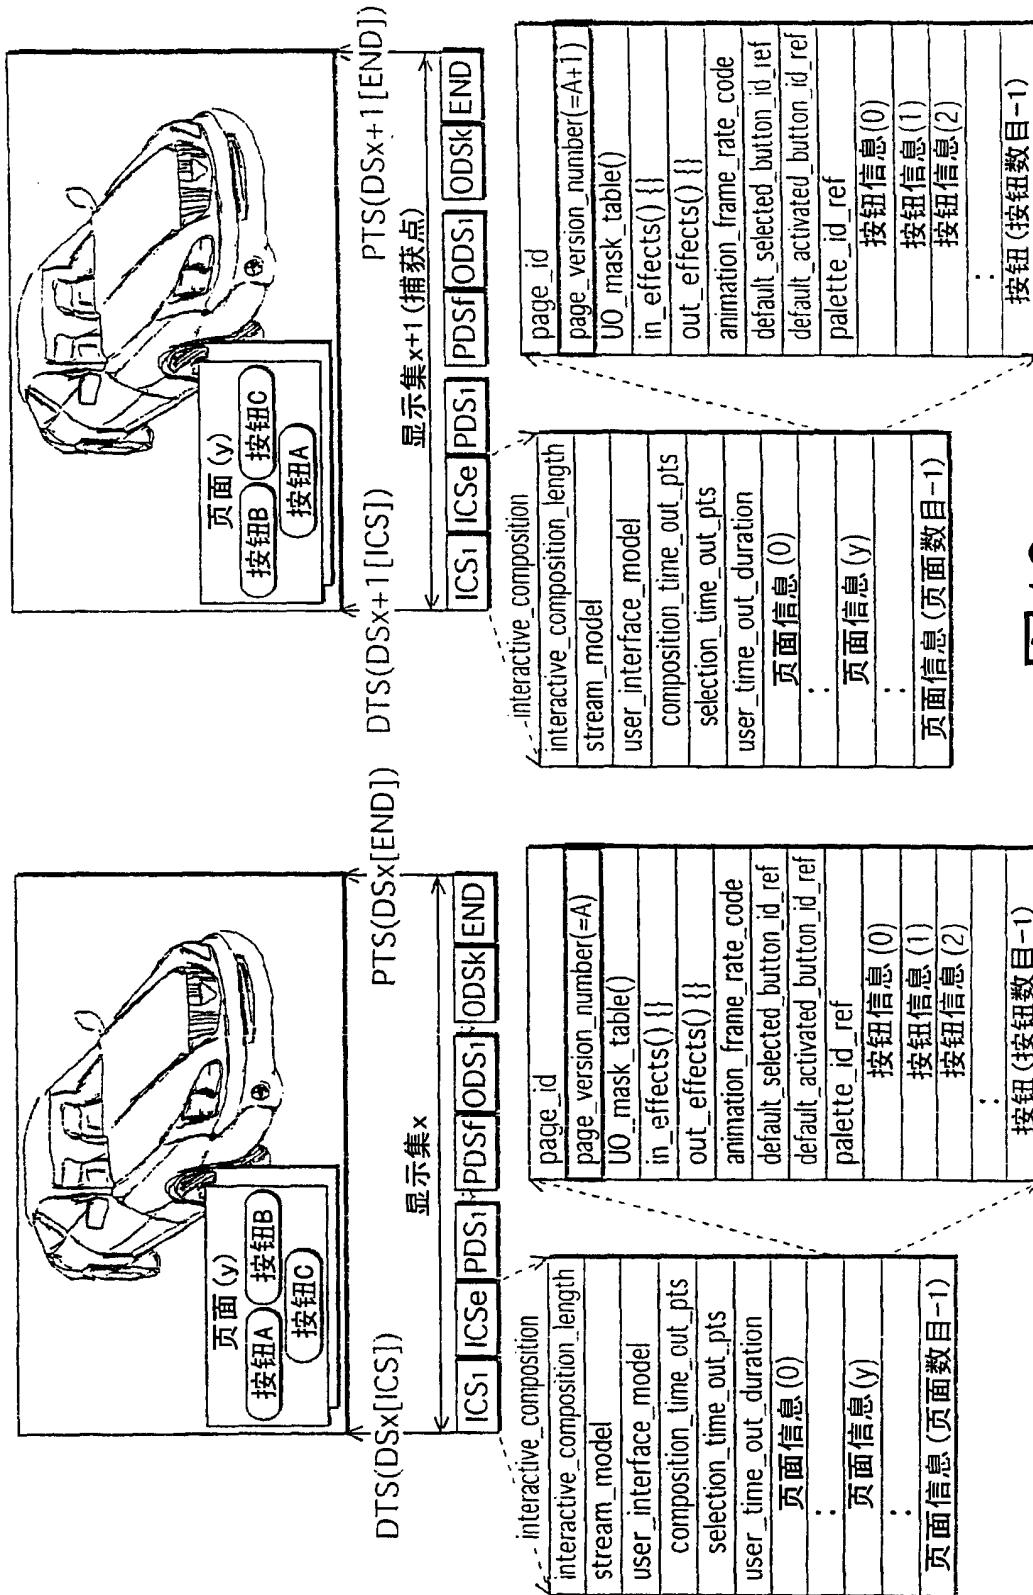 页面(y)
按钮A 按钮B
按钮C
DTS(DSx[ICS])
PTS(DSx[END])
显示集x
ICS1 ICSe PDS1 PDSf ODS1 ODSk END
interactive_composition
interactive_composition_length
stream_model
user_interface_model
composition_time_out_pts
selection_time_out_pts
user_time_out_duration
页面信息(0)
:
页面信息(y)
:
页面信息(页面数目-1)
page_id
page_version_number(=A)
UO_mask_table()
in_effects() {}
out_effects() {}
animation_frame_rate_code
default_selected_button_id_ref
default_activated_button_id_ref
palette_id_ref
按钮信息(0)
按钮信息(1)
按钮信息(2)
:
按钮(按钮数目-1)
页面(y)
按钮B 按钮C
按钮A
DTS(DSx+1[ICS])
PTS(DSx+1[END])
显示集x+1(捕获点)
ICS1 ICSe PDS1 PDSf ODS1 ODSk END
interactive_composition
interactive_composition_length
stream_model
user_interface_model
composition_time_out_pts
selection_time_out_pts
user_time_out_duration
页面信息(0)
:
页面信息(y)
:
页面信息(页面数目-1)
page_id
page_version_number(=A+1)
UO_mask_table()
in_effects() {}
out_effects() {}
animation_frame_rate_code
default_selected_button_id_ref
default_activated_button_id_ref
palette_id_ref
按钮信息(0)
按钮信息(1)
按钮信息(2)
:
按钮(按钮数目-1)